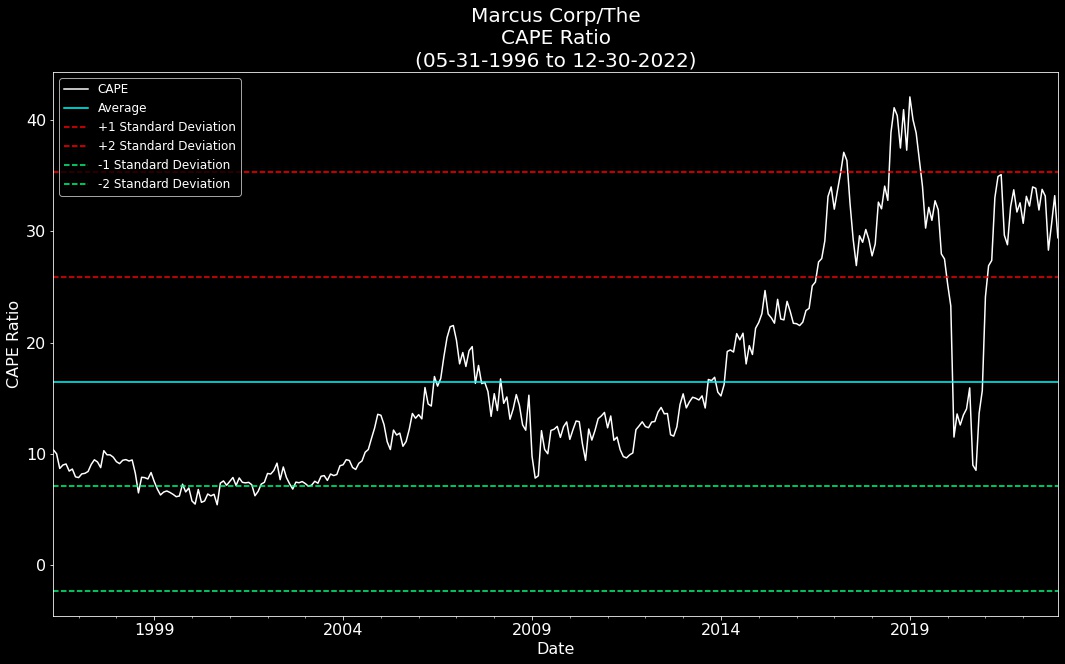 Marcus Corp/The
CAPE Ratio
(05-31-1996 to 12-30-2022)
CAPE
Average
+1 Standard Deviation
+2 Standard Deviation
-1 Standard Deviation
-2 Standard Deviation
CAPE Ratio
40
30
20
10
0
1999 2004 2009 2014 2019
Date